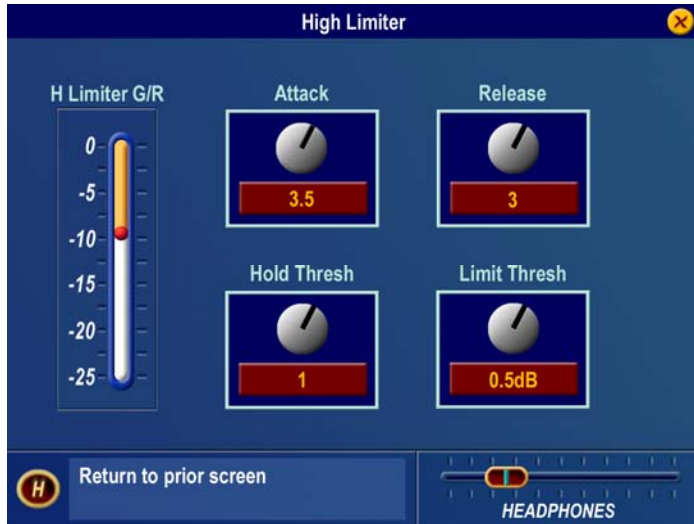 High Limiter
H Limiter G/R
0
-5
-10
-15
-20
-25
Attack
3.5
Release
3
Hold Thresh
1
Limit Thresh
0.5dB
H
Return to prior screen
HEADPHONES